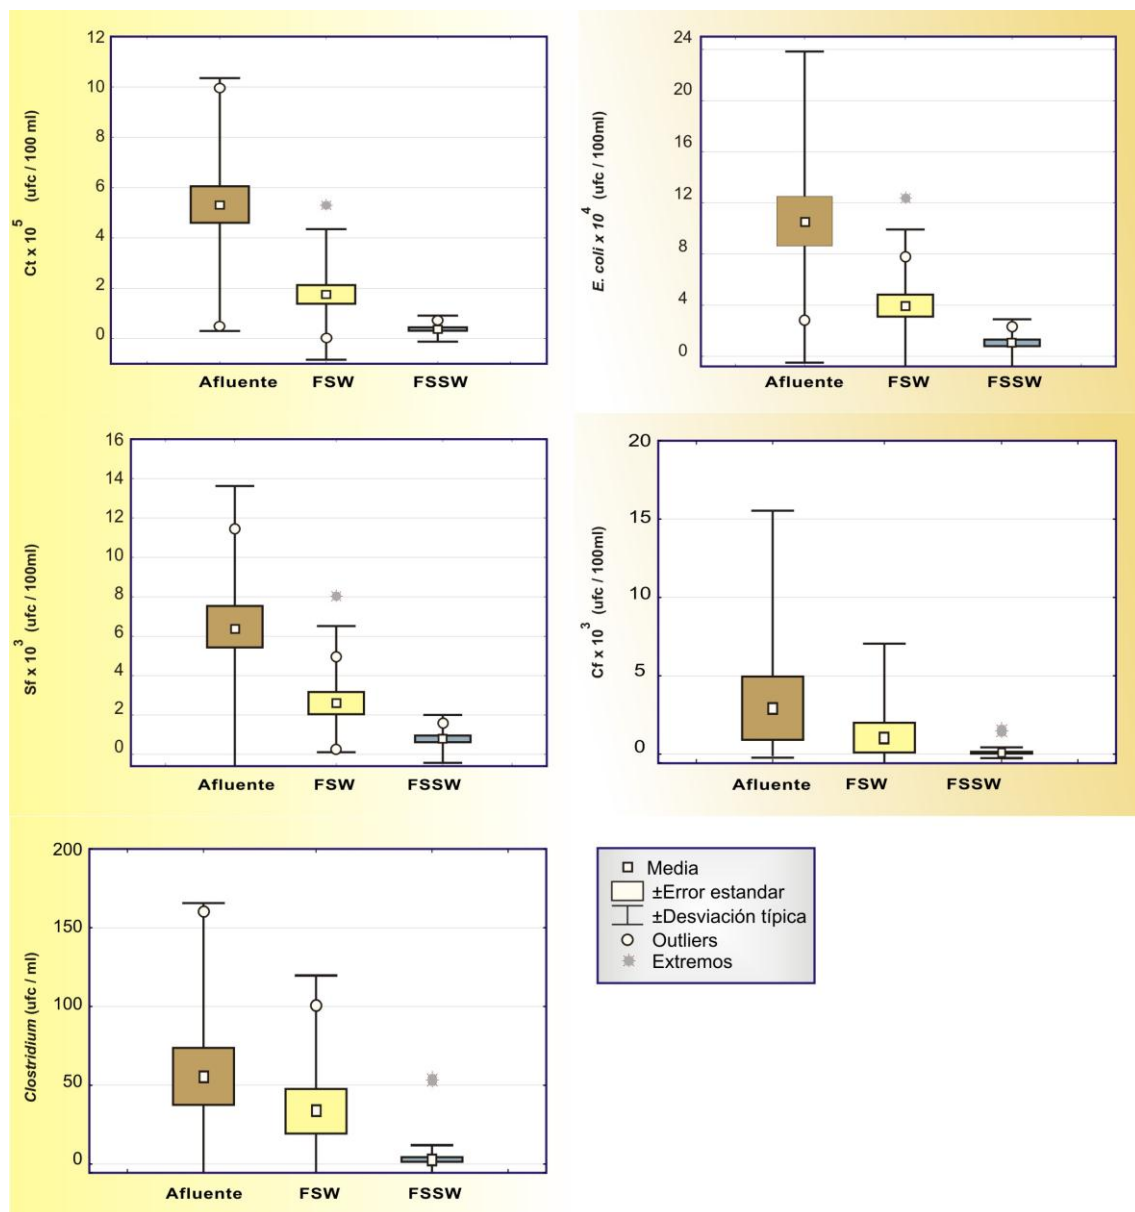 12
10
8
6
4
2
0
Ct x 10 5 (ufc / 100 ml)
Afluente FSW FSSW
24
20
16
12
8
4
0
E. coli x 10 4 (ufc / 100ml)
Afluente FSW FSSW
16
14
12
10
8
6
4
2
0
Sf x 10 3 (ufc / 100ml)
Afluente FSW FSSW
20
15
10
5
0
Cf x 10 3 (ufc / 100ml)
Afluente FSW FSSW
200
150
100
50
0
Clostridium (ufc / ml)
Afluente FSW FSSW
Media
±Error estandar
±Desviación típica
Outliers
Extremos